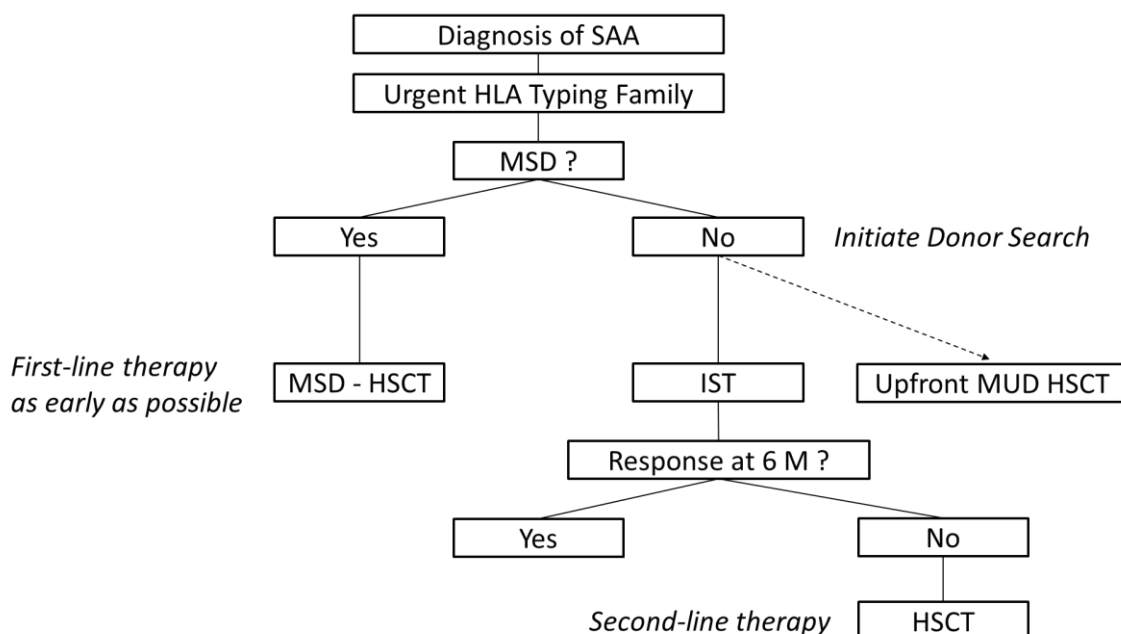 Diagnosis of SAA
Urgent HLA Typing Family
MSD ?
Yes
No
Initiate Donor Search
First-line therapy
as early as possible
MSD - HSCT
IST
Upfront MUD HSCT
Response at 6 M ?
Yes
No
Second-line therapy
HSCT